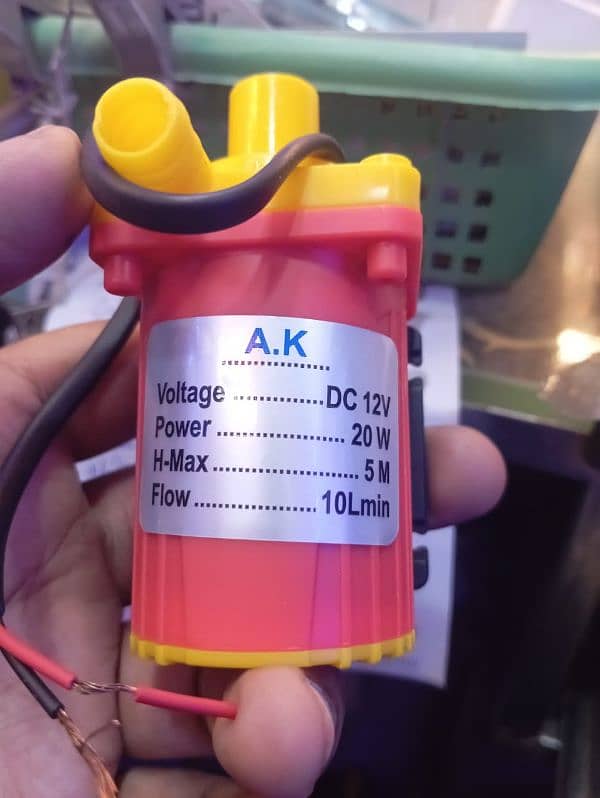 A.K
..............................
Voltage ................DC 12V
Power ...................... 20 W
H-Max ......................... 5 M
Flow ..................... 10Lmin